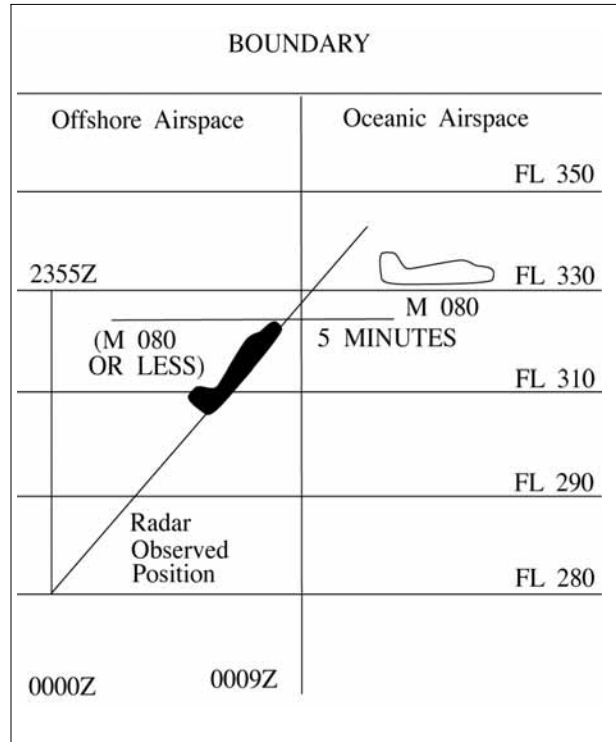 BOUNDARY
Offshore Airspace
Oceanic Airspace
FL 350
2355Z
FL 330
M 080
(M 080
OR LESS)
5 MINUTES
FL 310
FL 290
Radar
Observed
Position
FL 280
0000Z
0009Z